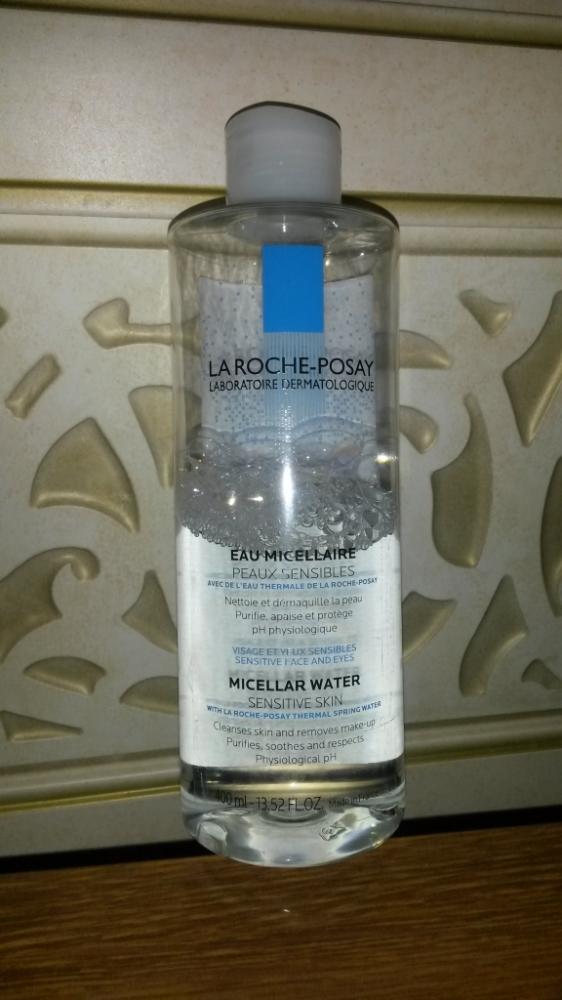 LA ROCHE-POSAY
LABORATOIRE DERMATOLOGIQUE
EAU MICELLAIRE
PEAUX SENSIBLES
AVEC DE L'EAU THERMALE DE LA ROCHE-POSAY
Nettoie et démaquille la peau
Purifie, apaise et protège
pH physiologique
VISAGE ET YEUX SENSIBLES
SENSITIVE FACE AND EYES
MICELLAR WATER
SENSITIVE SKIN
WITH LA ROCHE-POSAY THERMAL SPRING WATER
Cleanses skin and removes make-up
Purifies, soothes and respects
Physiological pH
400 ml - 13.52 FL.OZ. Made in France